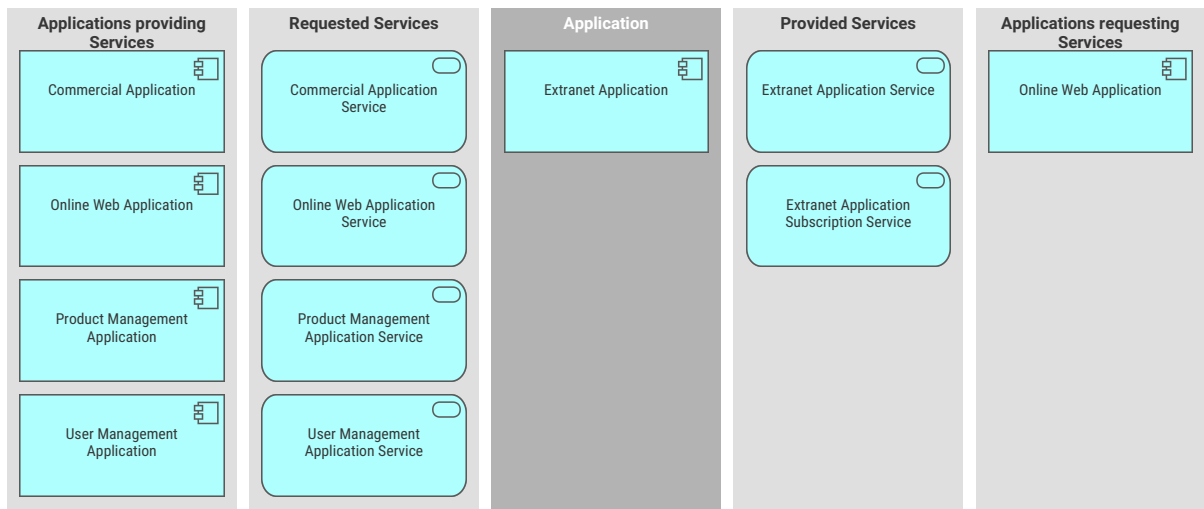 Applications providing
Services
Commercial Application
Online Web Application
Product Management
Application
User Management
Application
Requested Services
Commercial Application
Service
Online Web Application
Service
Product Management
Application Service
User Management
Application Service
Application
Extranet Application
Provided Services
Extranet Application Service
Extranet Application
Subscription Service
Applications requesting
Services
Online Web Application